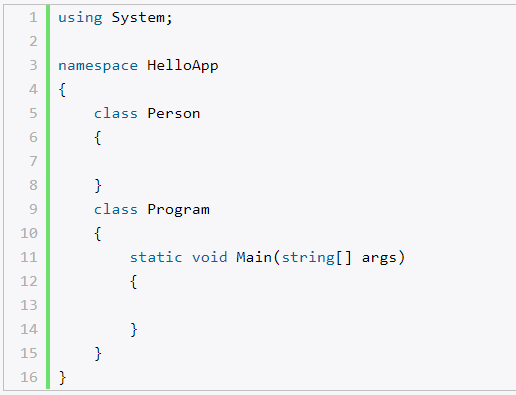 1 using System;
2
3 namespace HelloApp
4 {
5     class Person
6     {
7
8     }
9     class Program
10     {
11         static void Main(string[] args)
12         {
13
14         }
15     }
16 }